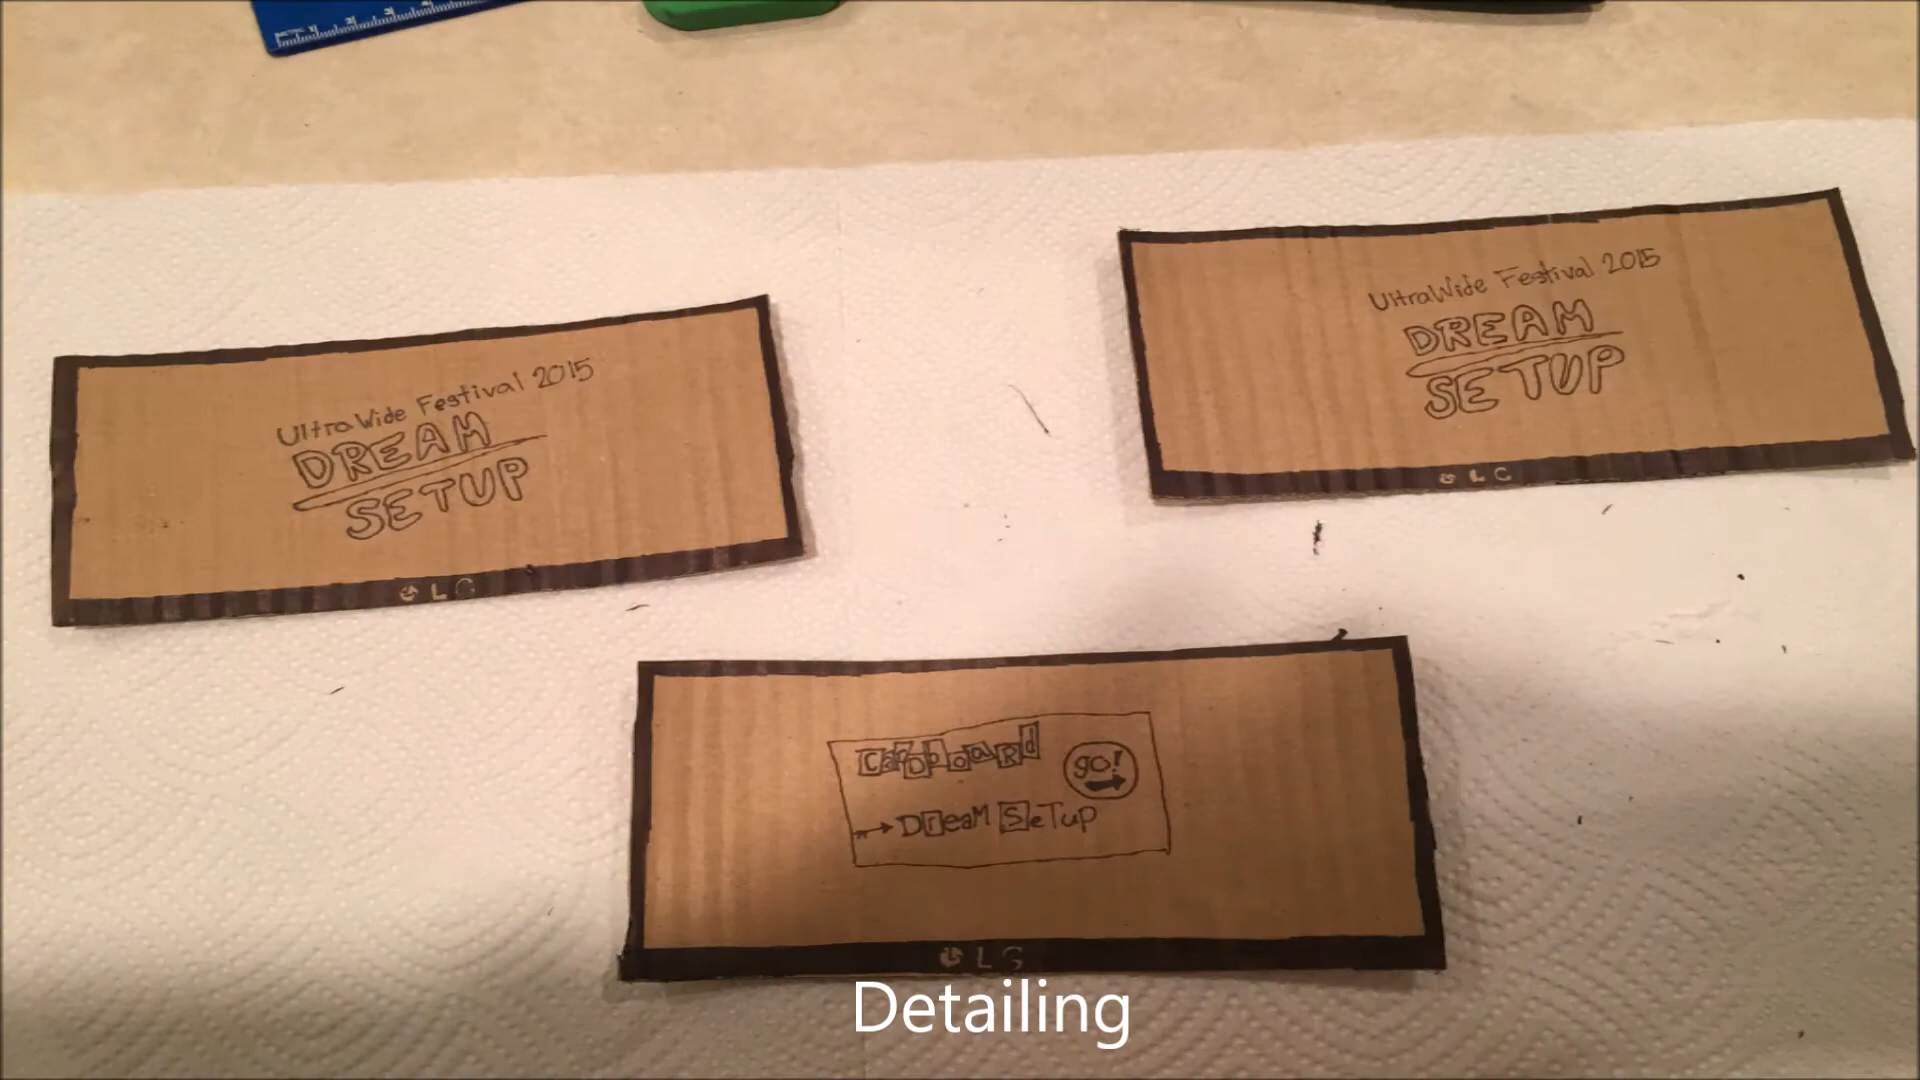 UltraWide Festival 2015
DREAM
SETUP
LG
UltraWide Festival 2015
DREAM
SETUP
LG
CarDboaRd
go!
DreaM SeTup
LG
Detailing